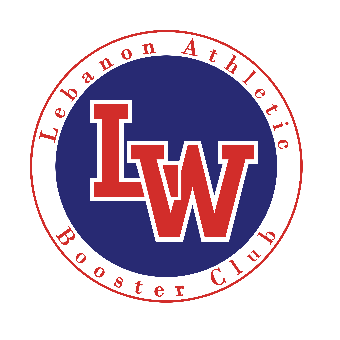 Lebanon Athletic
LW
Booster Club